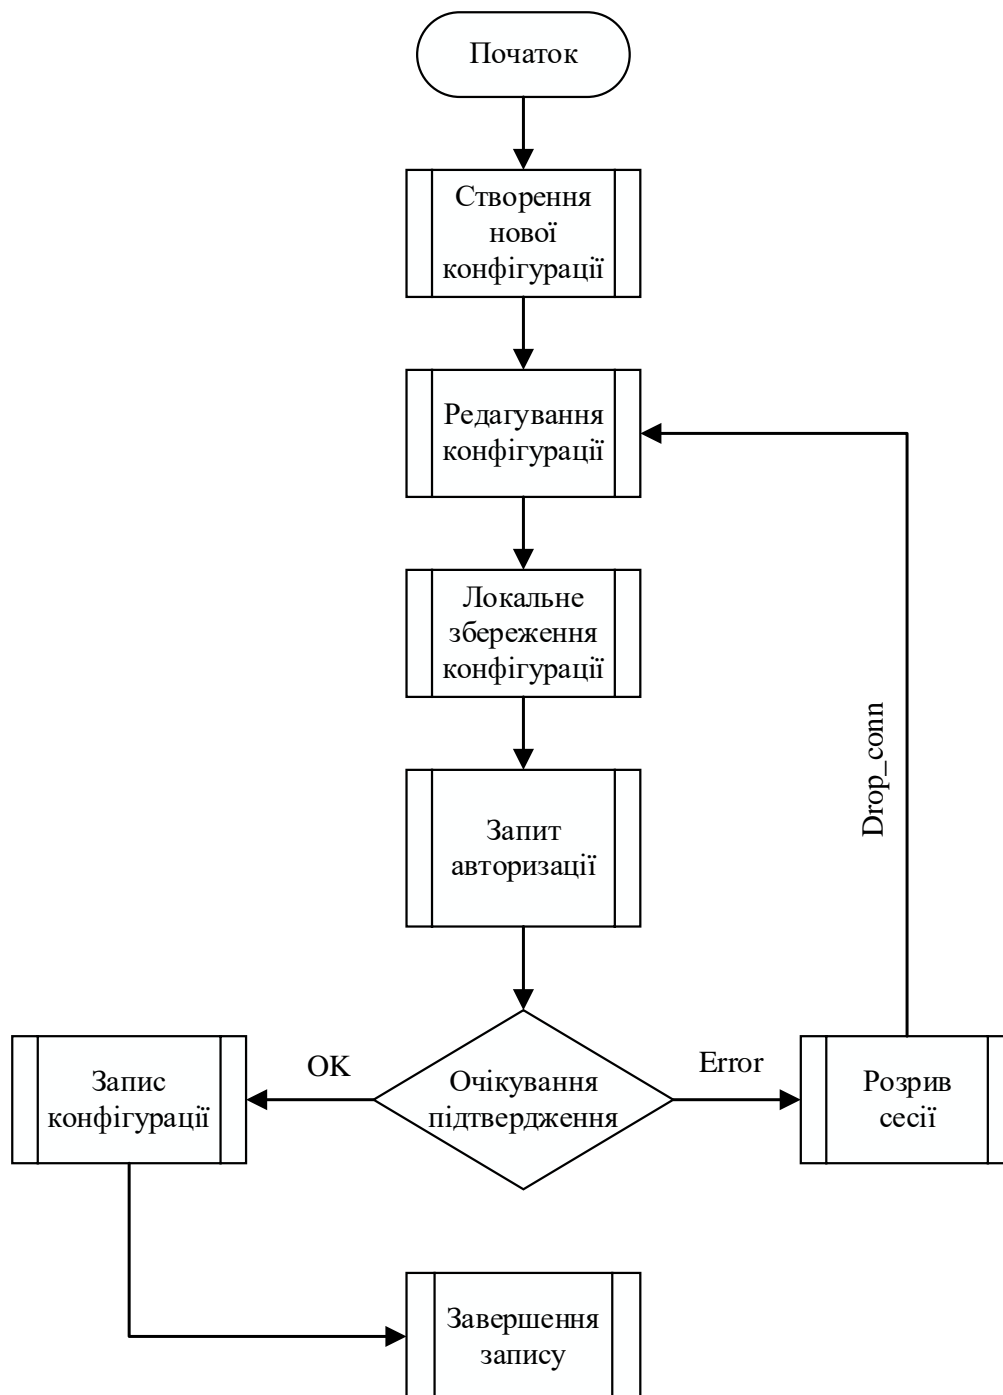 Початок
Створення
нової
конфігурації
Редагування
конфігурації
Локальне
збереження
конфігурації
Drop_conn
Запит
авторизації
OK
Error
Запис
конфігурації
Очікування
підтвердження
Розрив
сесії
Завершення
запису